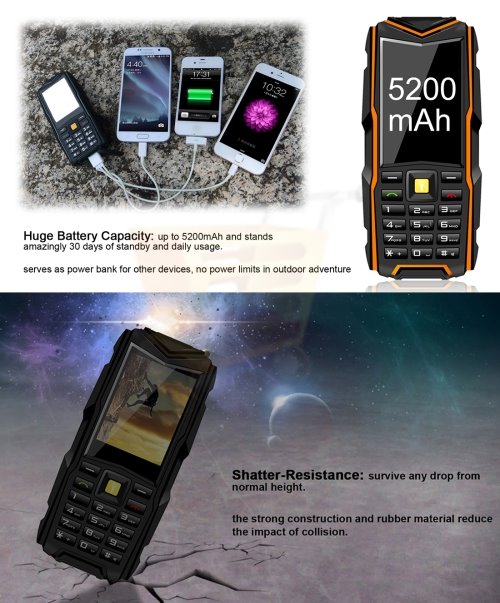 17:31
10:32
5200
mAh
Huge Battery Capacity: up to 5200mAh and stands
amazingly 30 days of standby and daily usage.
serves as power bank for other devices, no power limits in outdoor adventure
Shatter-Resistance: survive any drop from
normal height.
the strong construction and rubber material reduce
the impact of collision.